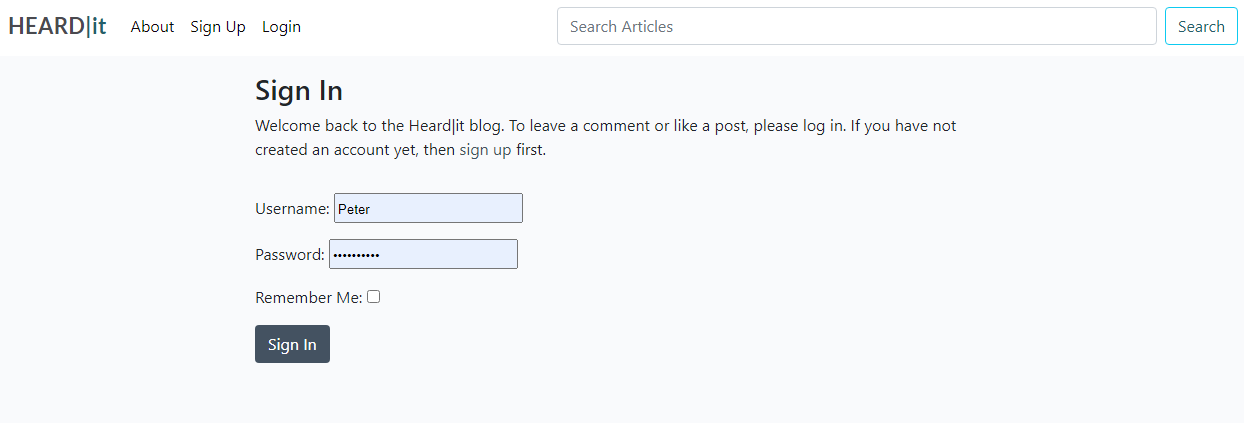 HEARD|it About Sign Up Login Search Articles Search
Sign In
Welcome back to the Heard|it blog. To leave a comment or like a post, please log in. If you have not
created an account yet, then sign up first.
Username: Peter
Password: ••••••••••
Remember Me:
Sign In